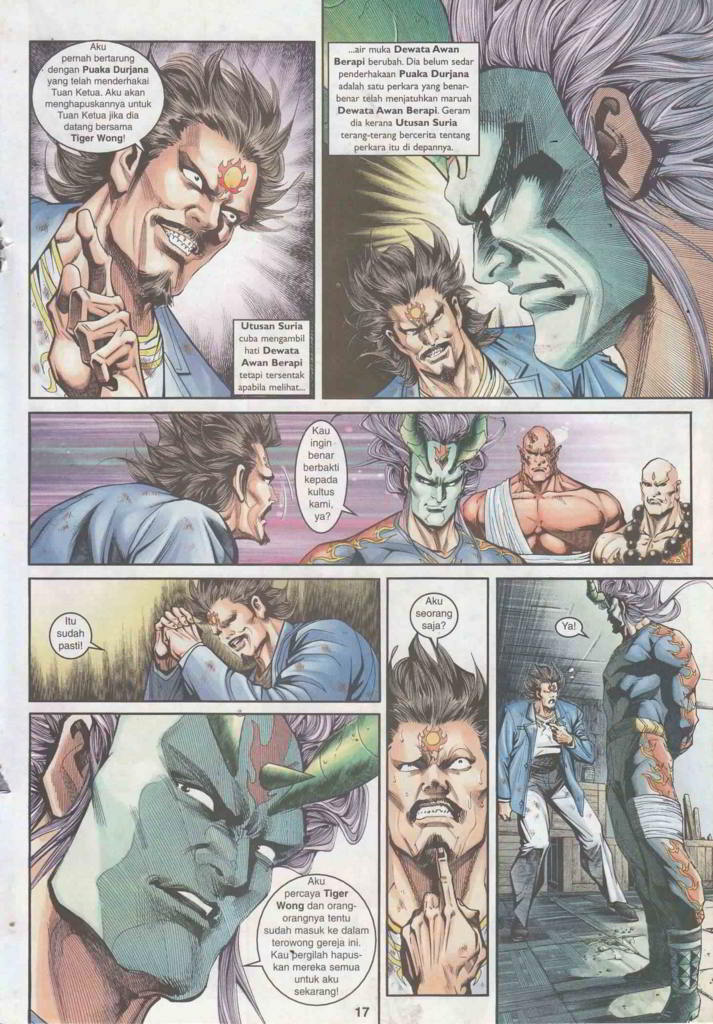 Aku
pernah bertarung
dengan Puaka Durjana
yang telah menderhakai
Tuan Ketua. Aku akan
menghapuskannya untuk
Tuan Ketua jika dia
datang bersama
Tiger Wong!
Utusan Suria
cuba mengambil
hati Dewata
Awan Berapi
tetapi tersentak
apabila melihat...
...air muka Dewata Awan
Berapi berubah. Dia belum sedar
penderhakaan Puaka Durjana
adalah satu perkara yang benar-
benar telah menjatuhkan maruah
Dewata Awan Berapi. Geram
dia kerana Utusan Suria
terang-terang bercerita tentang
perkara itu di depannya.
Kau
ingin
benar
berbakti
kepada
kultus
kami,
ya?
Itu
sudah
pasti!
Aku
percaya Tiger
Wong dan orang-
orangnya tentu
sudah masuk ke dalam
terowong gereja ini.
Kau pergilah hapus-
kan mereka semua
untuk aku
sekarang!
Aku
seorang
saja?
Ya!
17